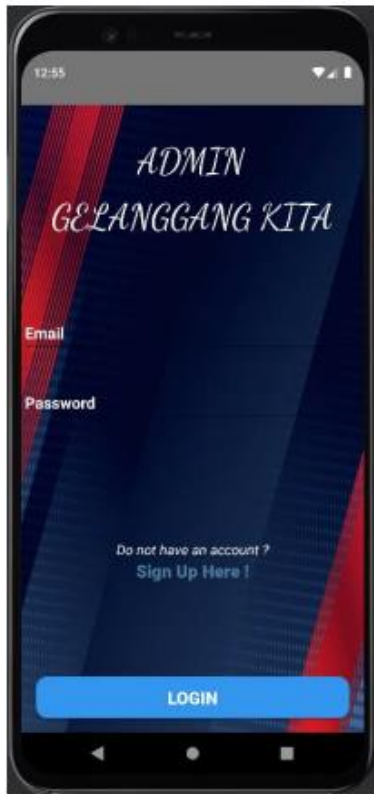 12:55
ADMIN
GELANGGANG KITA
Email
Password
Do not have an account ?
Sign Up Here !
LOGIN